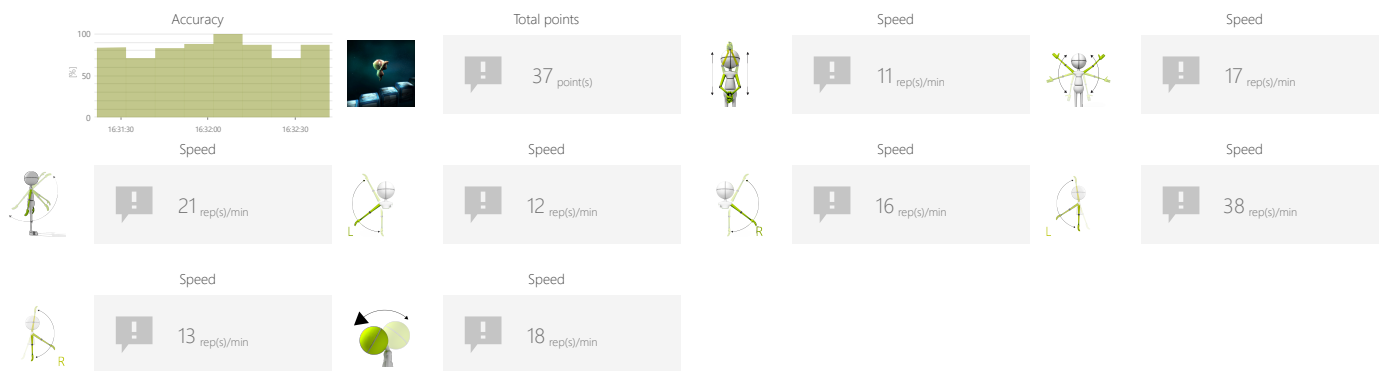 Accuracy
Total points
Speed
Speed
100
[%]
50
0
16:31:30
16:32:00
16:32:30
37 point(s)
11 rep(s)/min
17 rep(s)/min
Speed
Speed
Speed
Speed
21 rep(s)/min
L
12 rep(s)/min
R
16 rep(s)/min
L
38 rep(s)/min
Speed
Speed
R
13 rep(s)/min
18 rep(s)/min